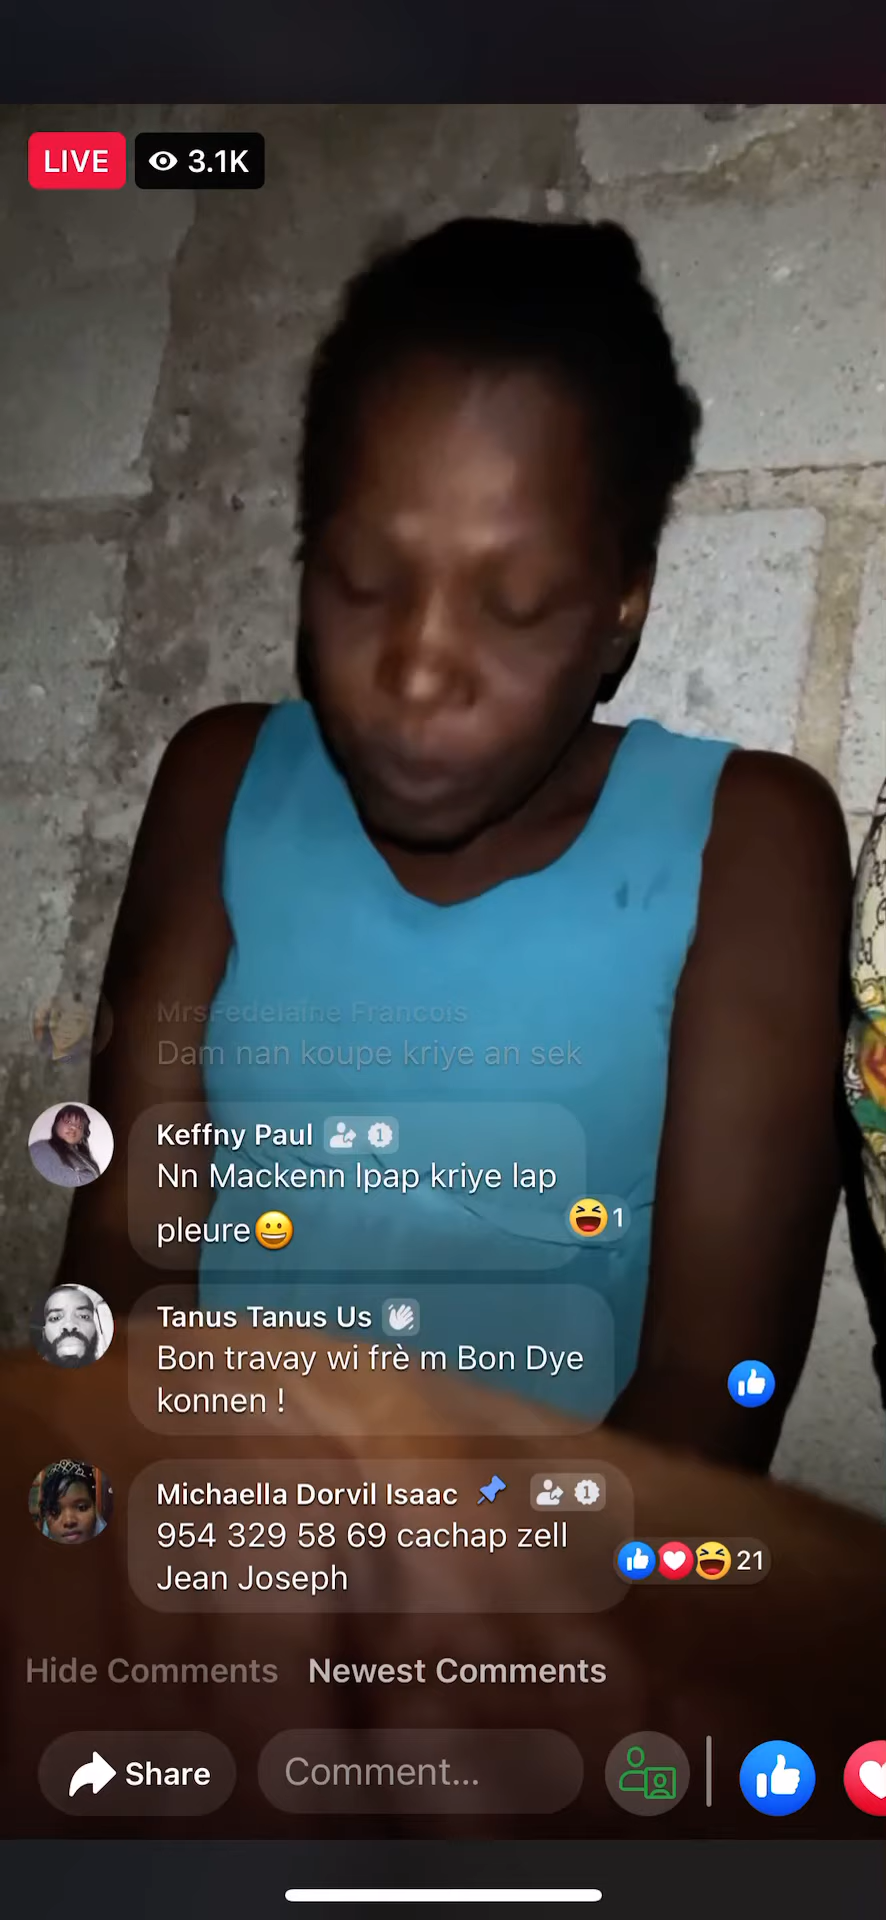 LIVE
3.1K
MrsFedelaine Francois
Dam nan koupe kriye an sek
Keffny Paul
Nn Mackenn lpap kriye lap
pleure😀
😆 1
Tanus Tanus Us
Bon travay wi frè m Bon Dye
konnen !
Michaella Dorvil Isaac
954 329 58 69 cachap zell
Jean Joseph
21
Hide Comments Newest Comments
Share
Comment...